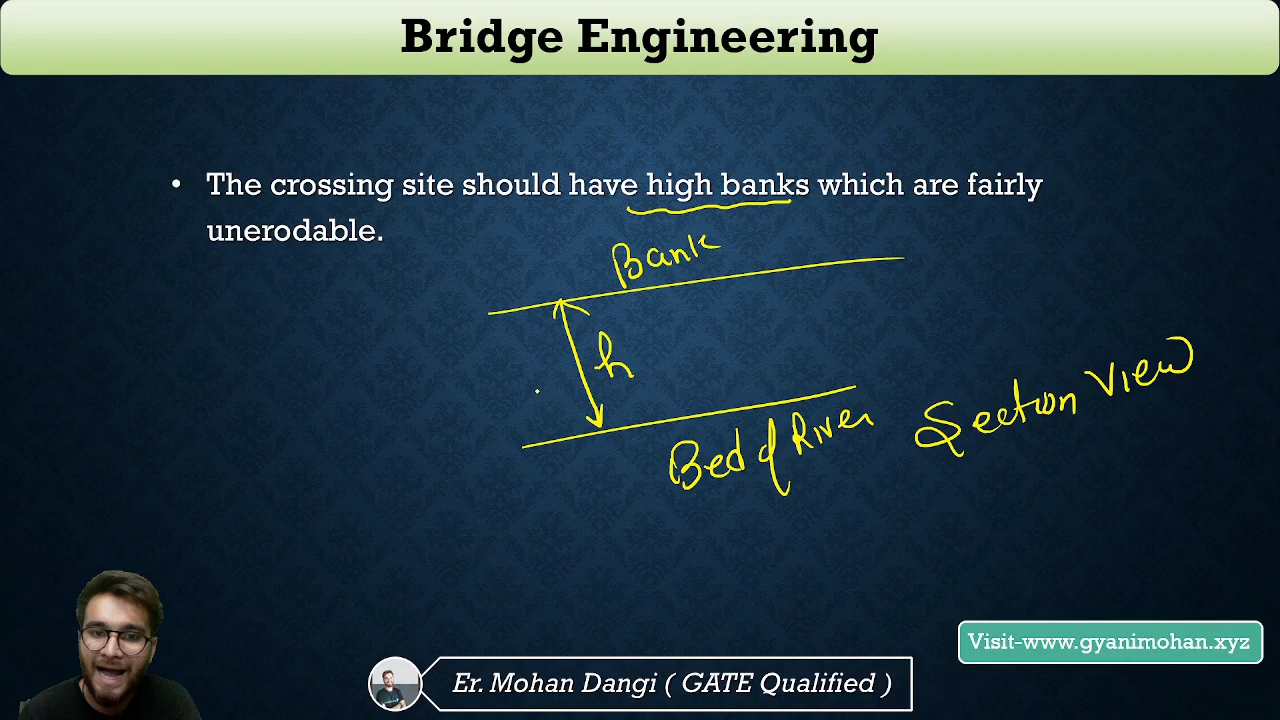 Bridge Engineering
• The crossing site should have high banks which are fairly
unerodable.
Bank
h
Bed of River
Section View
Visit-www.gyanimohan.xyz
Er. Mohan Dangi ( GATE Qualified )